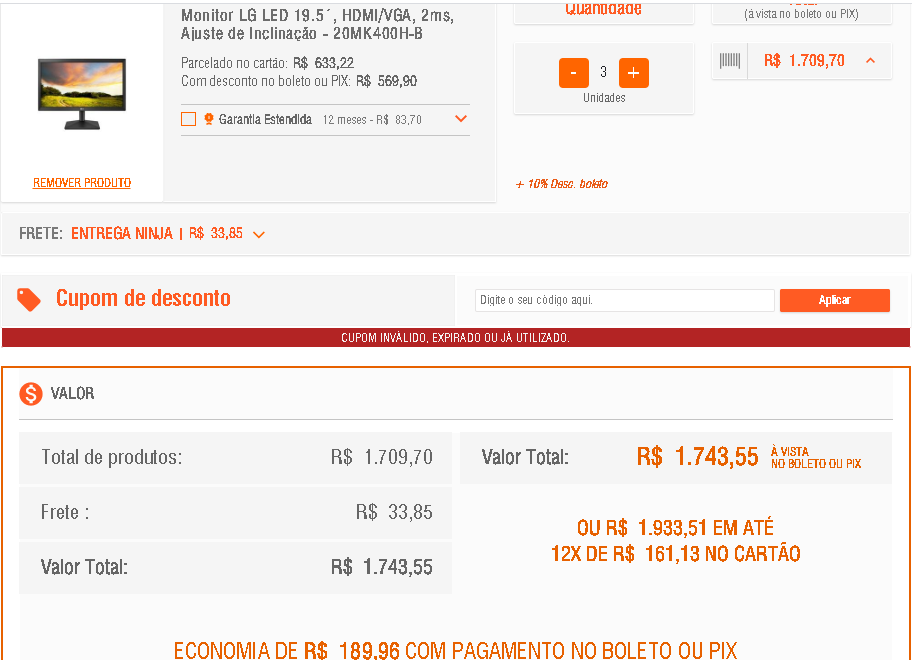 Monitor LG LED 19.5´, HDMI/VGA, 2ms,
Ajuste de Inclinação - 20MK400H-B
Parcelado no cartão: R$ 633,22
Com desconto no boleto ou PIX: R$ 569,90
Garantia Estendida 12 meses - R$ 83,70
REMOVER PRODUTO
Quantidade
- 3 +
Unidades
+ 10% Desc. boleto
(à vista no boleto ou PIX)
R$ 1.709,70
FRETE: ENTREGA NINJA | R$ 33,85
Cupom de desconto
Digite o seu código aqui.
Aplicar
CUPOM INVÁLIDO, EXPIRADO OU JÁ UTILIZADO.
$ VALOR
Total de produtos: R$ 1.709,70
Frete : R$ 33,85
Valor Total: R$ 1.743,55
Valor Total: R$ 1.743,55 À VISTA
NO BOLETO OU PIX
OU R$ 1.933,51 EM ATÉ
12X DE R$ 161,13 NO CARTÃO
ECONOMIA DE R$ 189,96 COM PAGAMENTO NO BOLETO OU PIX